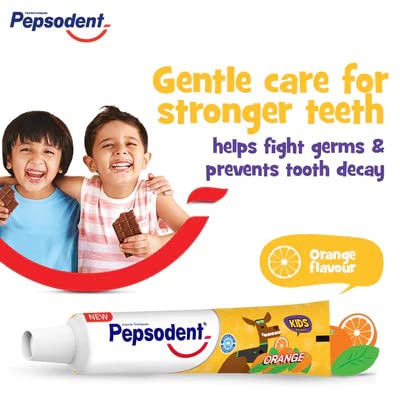 Pepsodent
Gentle care for
stronger teeth
helps fight germs &
prevents tooth decay
Orange
flavour
NEW
Pepsodent
KIDS
ORANGE